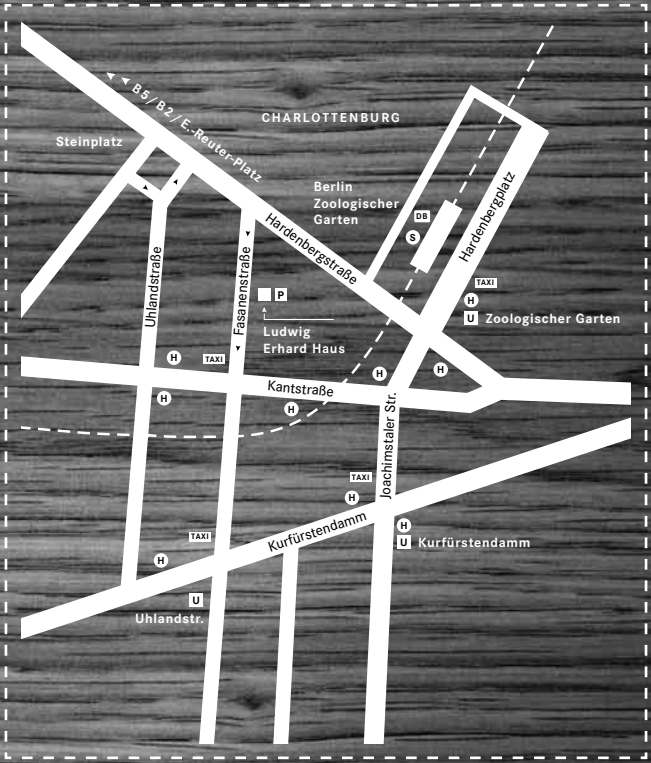 B5/B2/E.-Reuter-Platz
CHARLOTTENBURG
Steinplatz
Berlin
Zoologischer
Garten
DB
S
Hardenbergplatz
Hardenbergstraße
Uhlandstraße
Fasanenstraße
P
TAXI
H
U Zoologischer Garten
Ludwig
Erhard Haus
H
TAXI
H
H
Kantstraße
H
H
Joachimstaler Str.
TAXI
H
Kurfürstendamm
H
U Kurfürstendamm
TAXI
H
U
Uhlandstr.